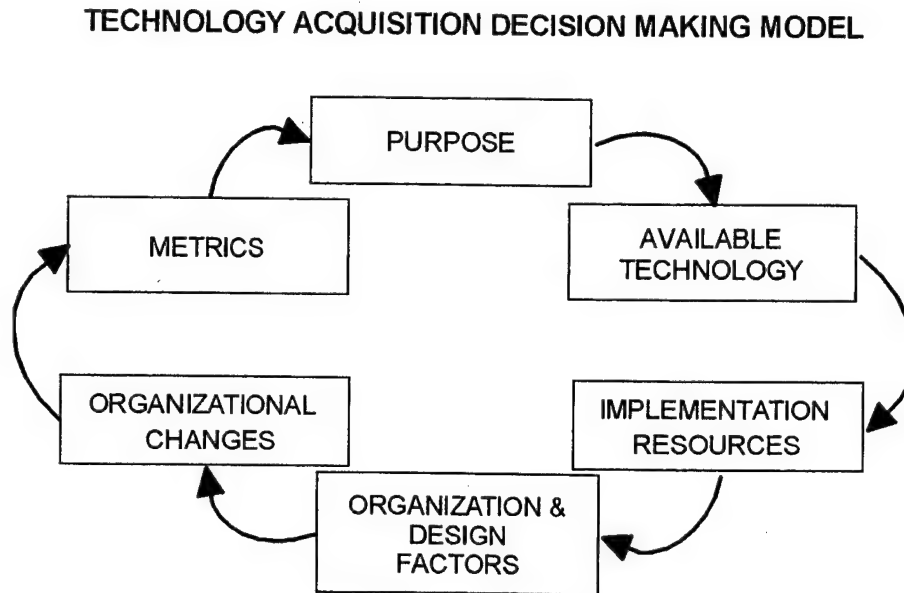 TECHNOLOGY ACQUISITION DECISION MAKING MODEL
PURPOSE
METRICS
AVAILABLE
TECHNOLOGY
ORGANIZATIONAL
CHANGES
IMPLEMENTATION
RESOURCES
ORGANIZATION &
DESIGN
FACTORS